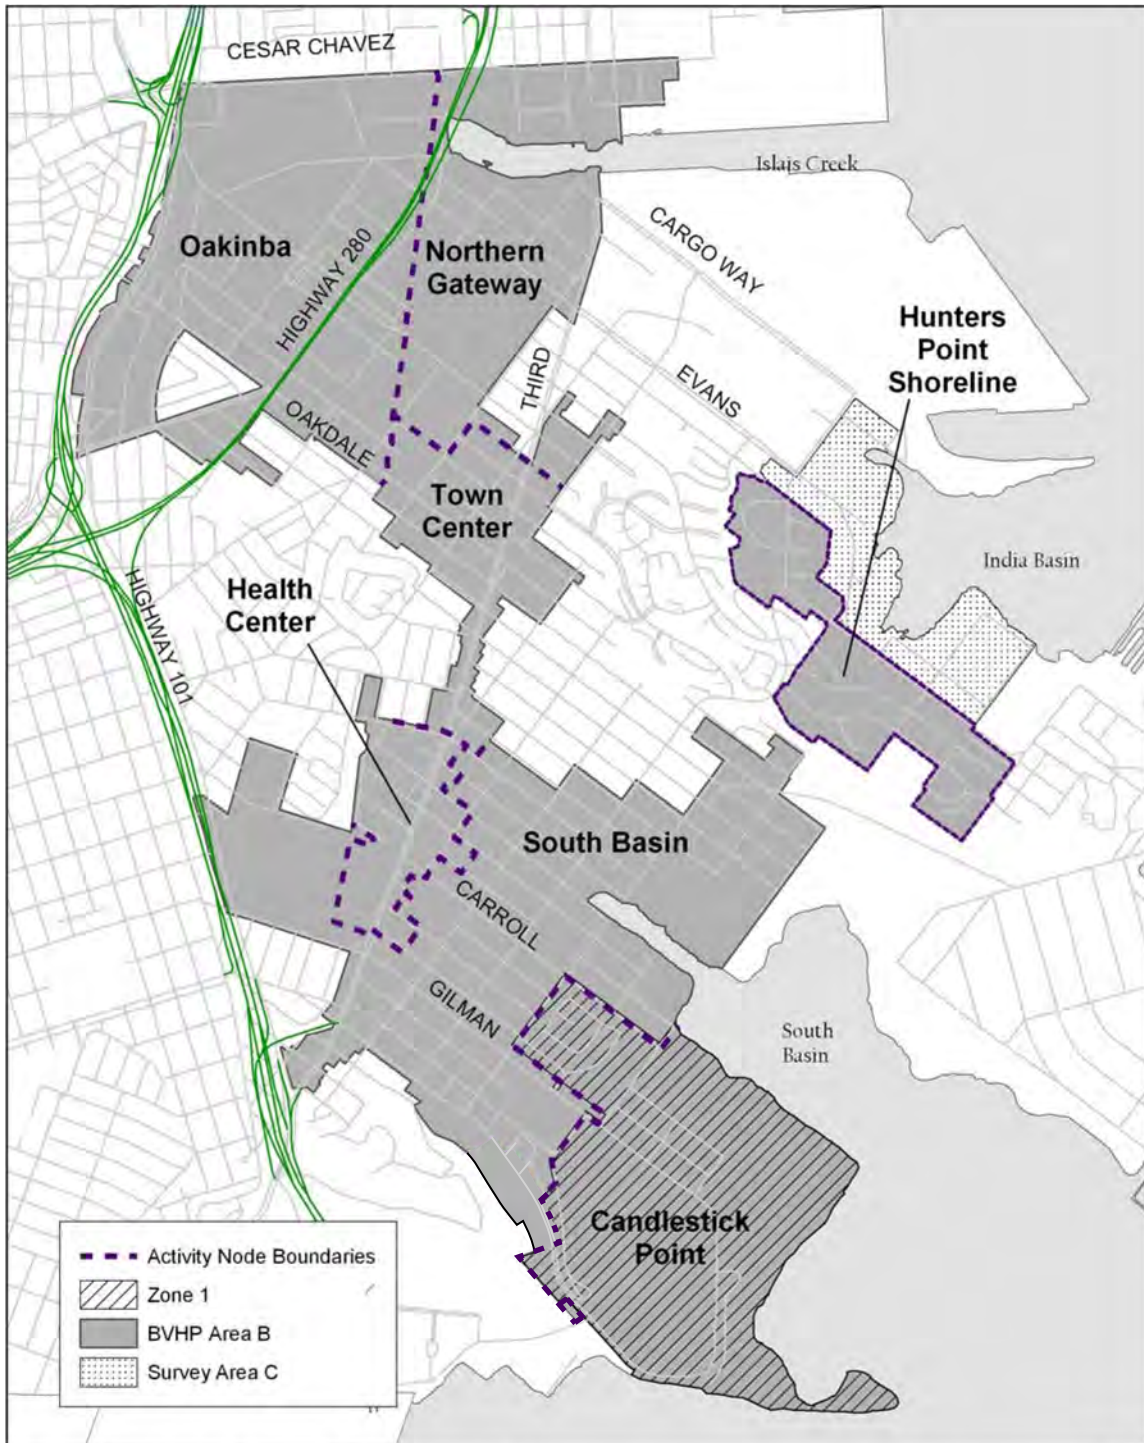 CESAR CHAVEZ
Islais Creek
CARGO WAY
Oakinba
HIGHWAY 280
Northern
Gateway
Hunters
Point
Shoreline
THIRD
EVANS
OAKDALE
Town
Center
India Basin
Health
Center
HIGHWAY 101
South Basin
CARROLL
GILMAN
South
Basin
Candlestick
Point
Activity Node Boundaries
Zone 1
BVHP Area B
Survey Area C